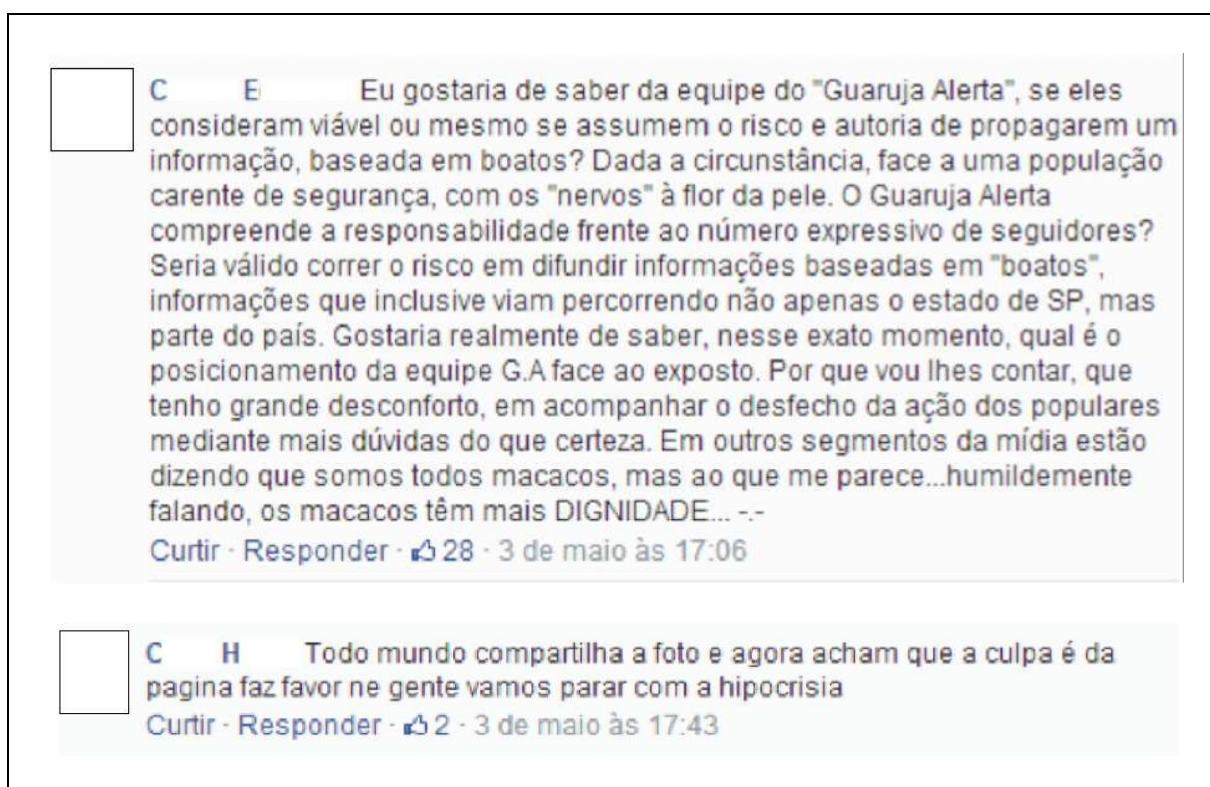 C E Eu gostaria de saber da equipe do "Guaruja Alerta", se eles
consideram viável ou mesmo se assumem o risco e autoria de propagarem um
informação, baseada em boatos? Dada a circunstância, face a uma população
carente de segurança, com os "nervos" à flor da pele. O Guaruja Alerta
compreende a responsabilidade frente ao número expressivo de seguidores?
Seria válido correr o risco em difundir informações baseadas em "boatos",
informações que inclusive viam percorrendo não apenas o estado de SP, mas
parte do país. Gostaria realmente de saber, nesse exato momento, qual é o
posicionamento da equipe G.A face ao exposto. Por que vou lhes contar, que
tenho grande desconforto, em acompanhar o desfecho da ação dos populares
mediante mais dúvidas do que certeza. Em outros segmentos da mídia estão
dizendo que somos todos macacos, mas ao que me parece...humildemente
falando, os macacos têm mais DIGNIDADE... -.-
Curtir · Responder · 28 · 3 de maio às 17:06
C H Todo mundo compartilha a foto e agora acham que a culpa é da
pagina faz favor ne gente vamos parar com a hipocrisia
Curtir · Responder · 2 · 3 de maio às 17:43